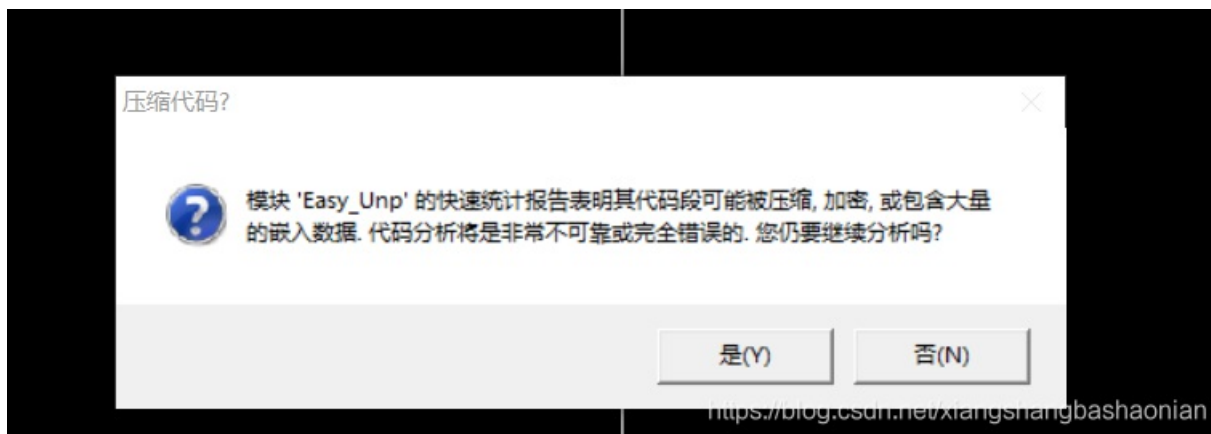 压缩代码?
模块 'Easy_Unp' 的快速统计报告表明其代码段可能被压缩, 加密, 或包含大量
的嵌入数据. 代码分析将是非常不可靠或完全错误的. 您仍要继续分析吗?
是(Y)
否(N)
https://blog.csdn.net/xiangshangbashaonian